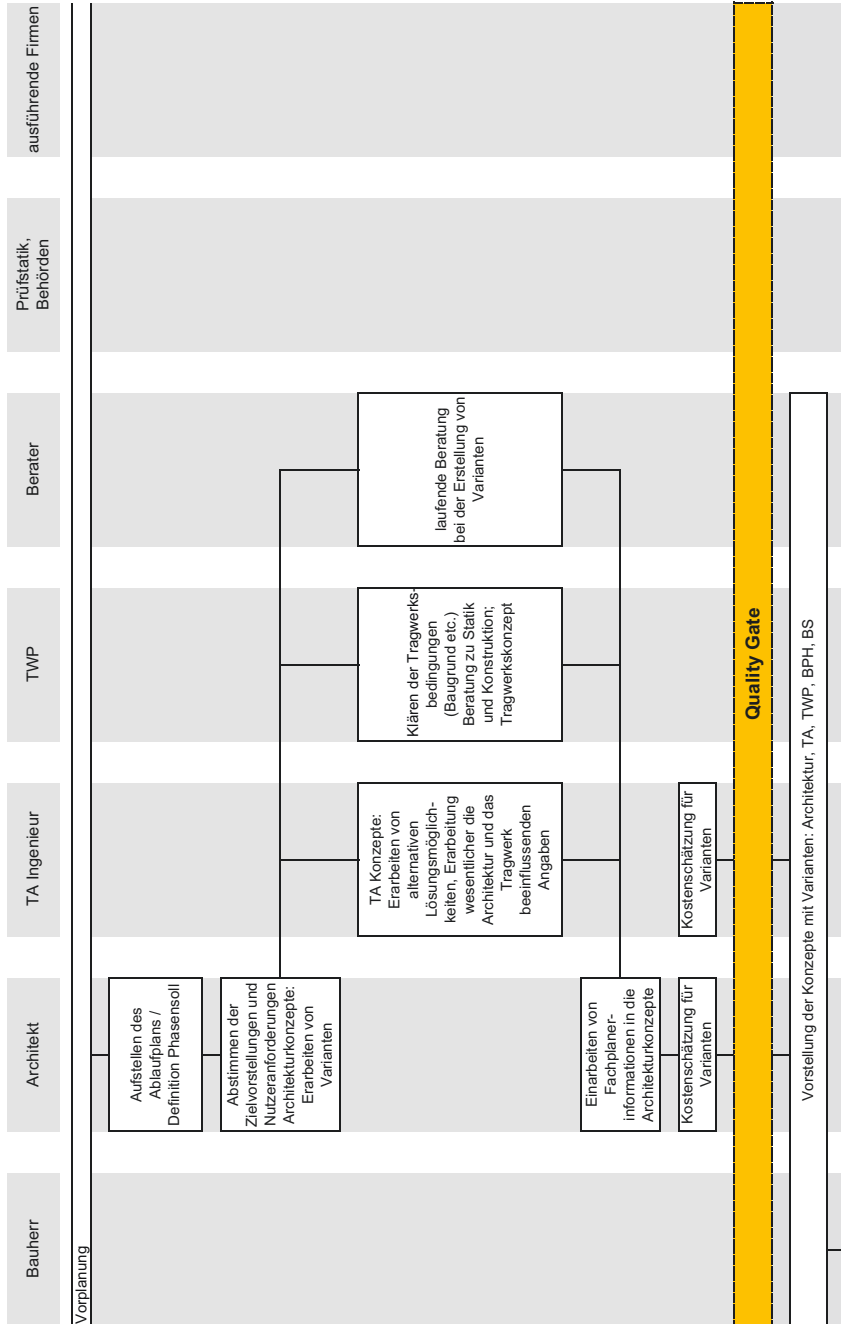 Bauherr
Architekt
TA Ingenieur
TWP
Berater
Prüfstatik,
Behörden
ausführende Firmen
Vorplanung
Aufstellen des
Ablaufplans /
Definition Phasensoll
Abstimmen der
Zielvorstellungen und
Nutzeranforderungen
Architekturkonzepte:
Erarbeiten von
Varianten
TA Konzepte:
Erarbeiten von
alternativen
Lösungsmöglich-
keiten, Erarbeitung
wesentlicher die
Architektur und das
Tragwerk
beeinflussenden
Angaben
Klären der Tragwerks-
bedingungen
(Baugrund etc.)
Beratung zu Statik
und Konstruktion;
Tragwerkskonzept
laufende Beratung
bei der Erstellung von
Varianten
Einarbeiten von
Fachplaner-
informationen in die
Architekturkonzepte
Kostenschätzung für
Varianten
Kostenschätzung für
Varianten
Quality Gate
Vorstellung der Konzepte mit Varianten: Architektur, TA, TWP, BPH, BS